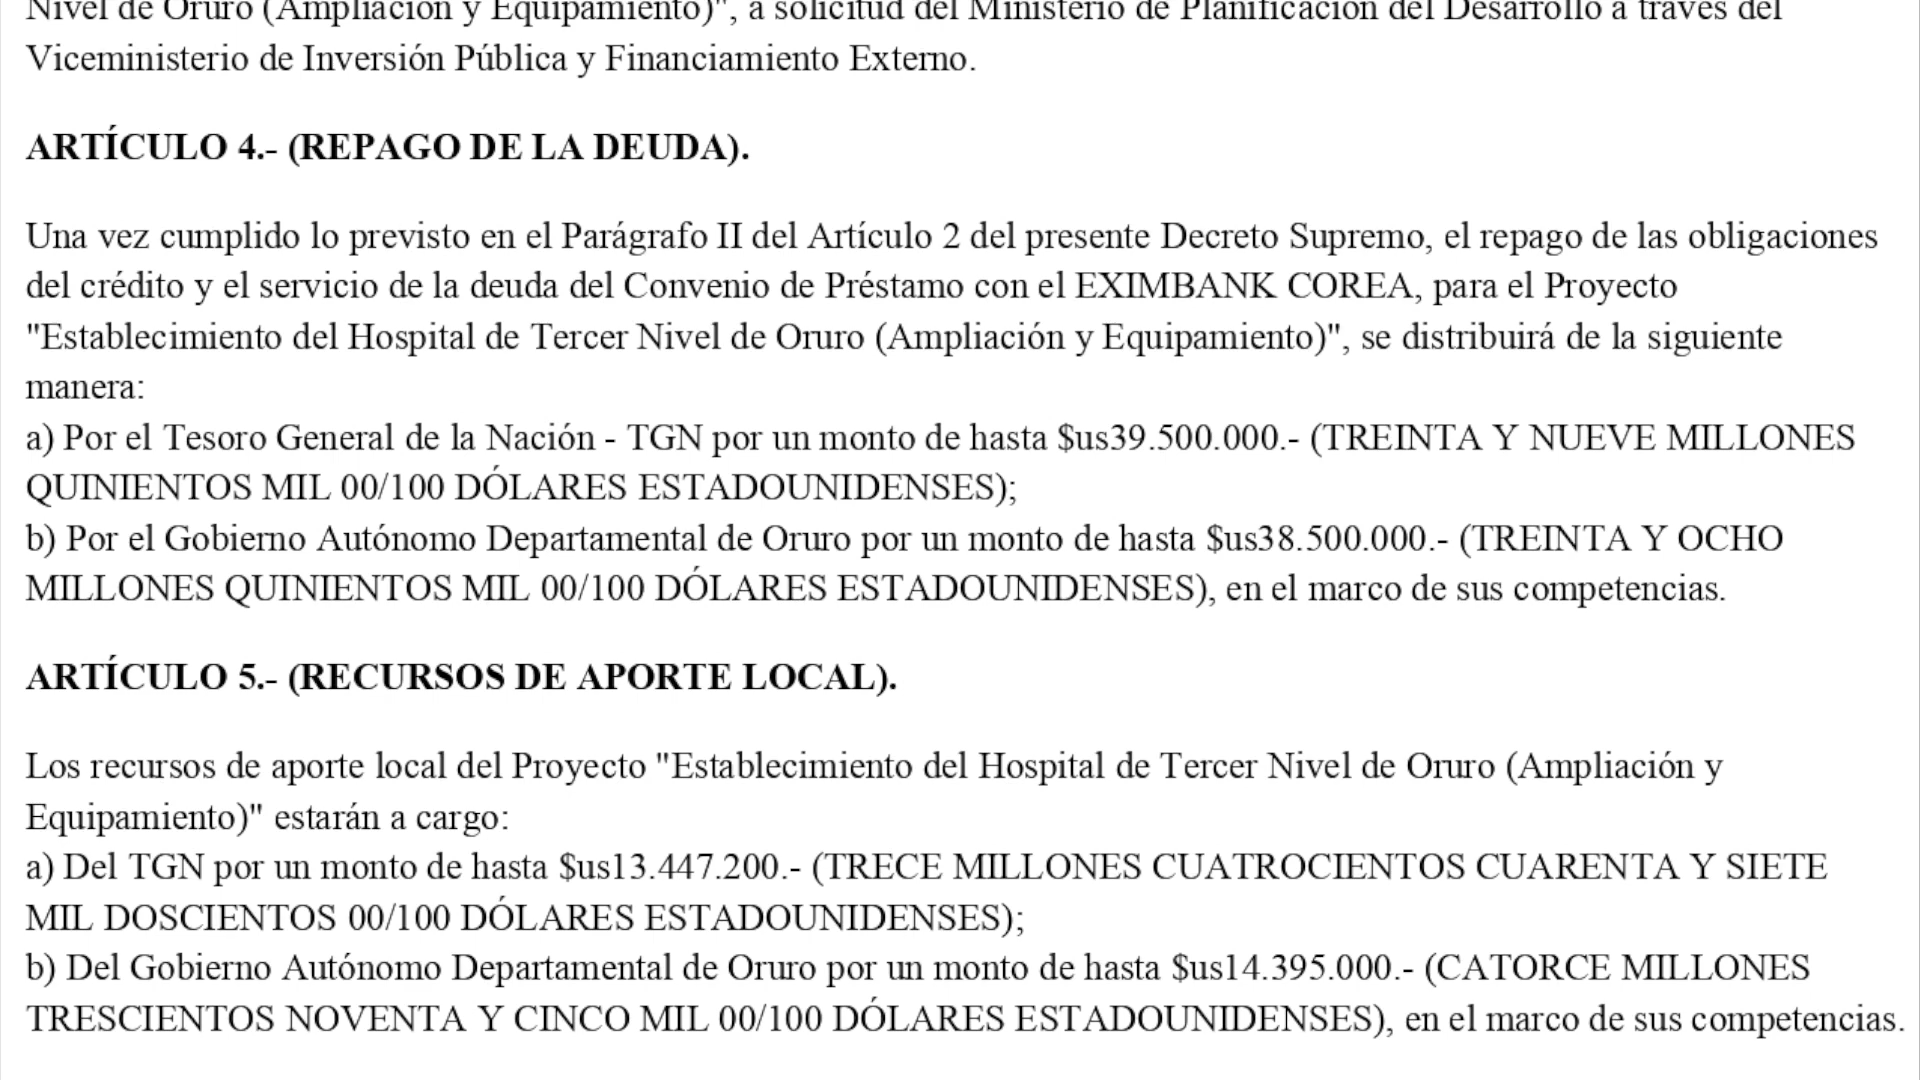 Nivel de Oruro (Ampliación y Equipamiento)", a solicitud del Ministerio de Planificación del Desarrollo a través del
Viceministerio de Inversión Pública y Financiamiento Externo.
ARTÍCULO 4.- (REPAGO DE LA DEUDA).
Una vez cumplido lo previsto en el Parágrafo II del Artículo 2 del presente Decreto Supremo, el repago de las obligaciones
del crédito y el servicio de la deuda del Convenio de Préstamo con el EXIMBANK COREA, para el Proyecto
"Establecimiento del Hospital de Tercer Nivel de Oruro (Ampliación y Equipamiento)", se distribuirá de la siguiente
manera:
a) Por el Tesoro General de la Nación - TGN por un monto de hasta $us39.500.000.- (TREINTA Y NUEVE MILLONES
QUINIENTOS MIL 00/100 DÓLARES ESTADOUNIDENSES);
b) Por el Gobierno Autónomo Departamental de Oruro por un monto de hasta $us38.500.000.- (TREINTA Y OCHO
MILLONES QUINIENTOS MIL 00/100 DÓLARES ESTADOUNIDENSES), en el marco de sus competencias.
ARTÍCULO 5.- (RECURSOS DE APORTE LOCAL).
Los recursos de aporte local del Proyecto "Establecimiento del Hospital de Tercer Nivel de Oruro (Ampliación y
Equipamiento)" estarán a cargo:
a) Del TGN por un monto de hasta $us13.447.200.- (TRECE MILLONES CUATROCIENTOS CUARENTA Y SIETE
MIL DOSCIENTOS 00/100 DÓLARES ESTADOUNIDENSES);
b) Del Gobierno Autónomo Departamental de Oruro por un monto de hasta $us14.395.000.- (CATORCE MILLONES
TRESCIENTOS NOVENTA Y CINCO MIL 00/100 DÓLARES ESTADOUNIDENSES), en el marco de sus competencias.